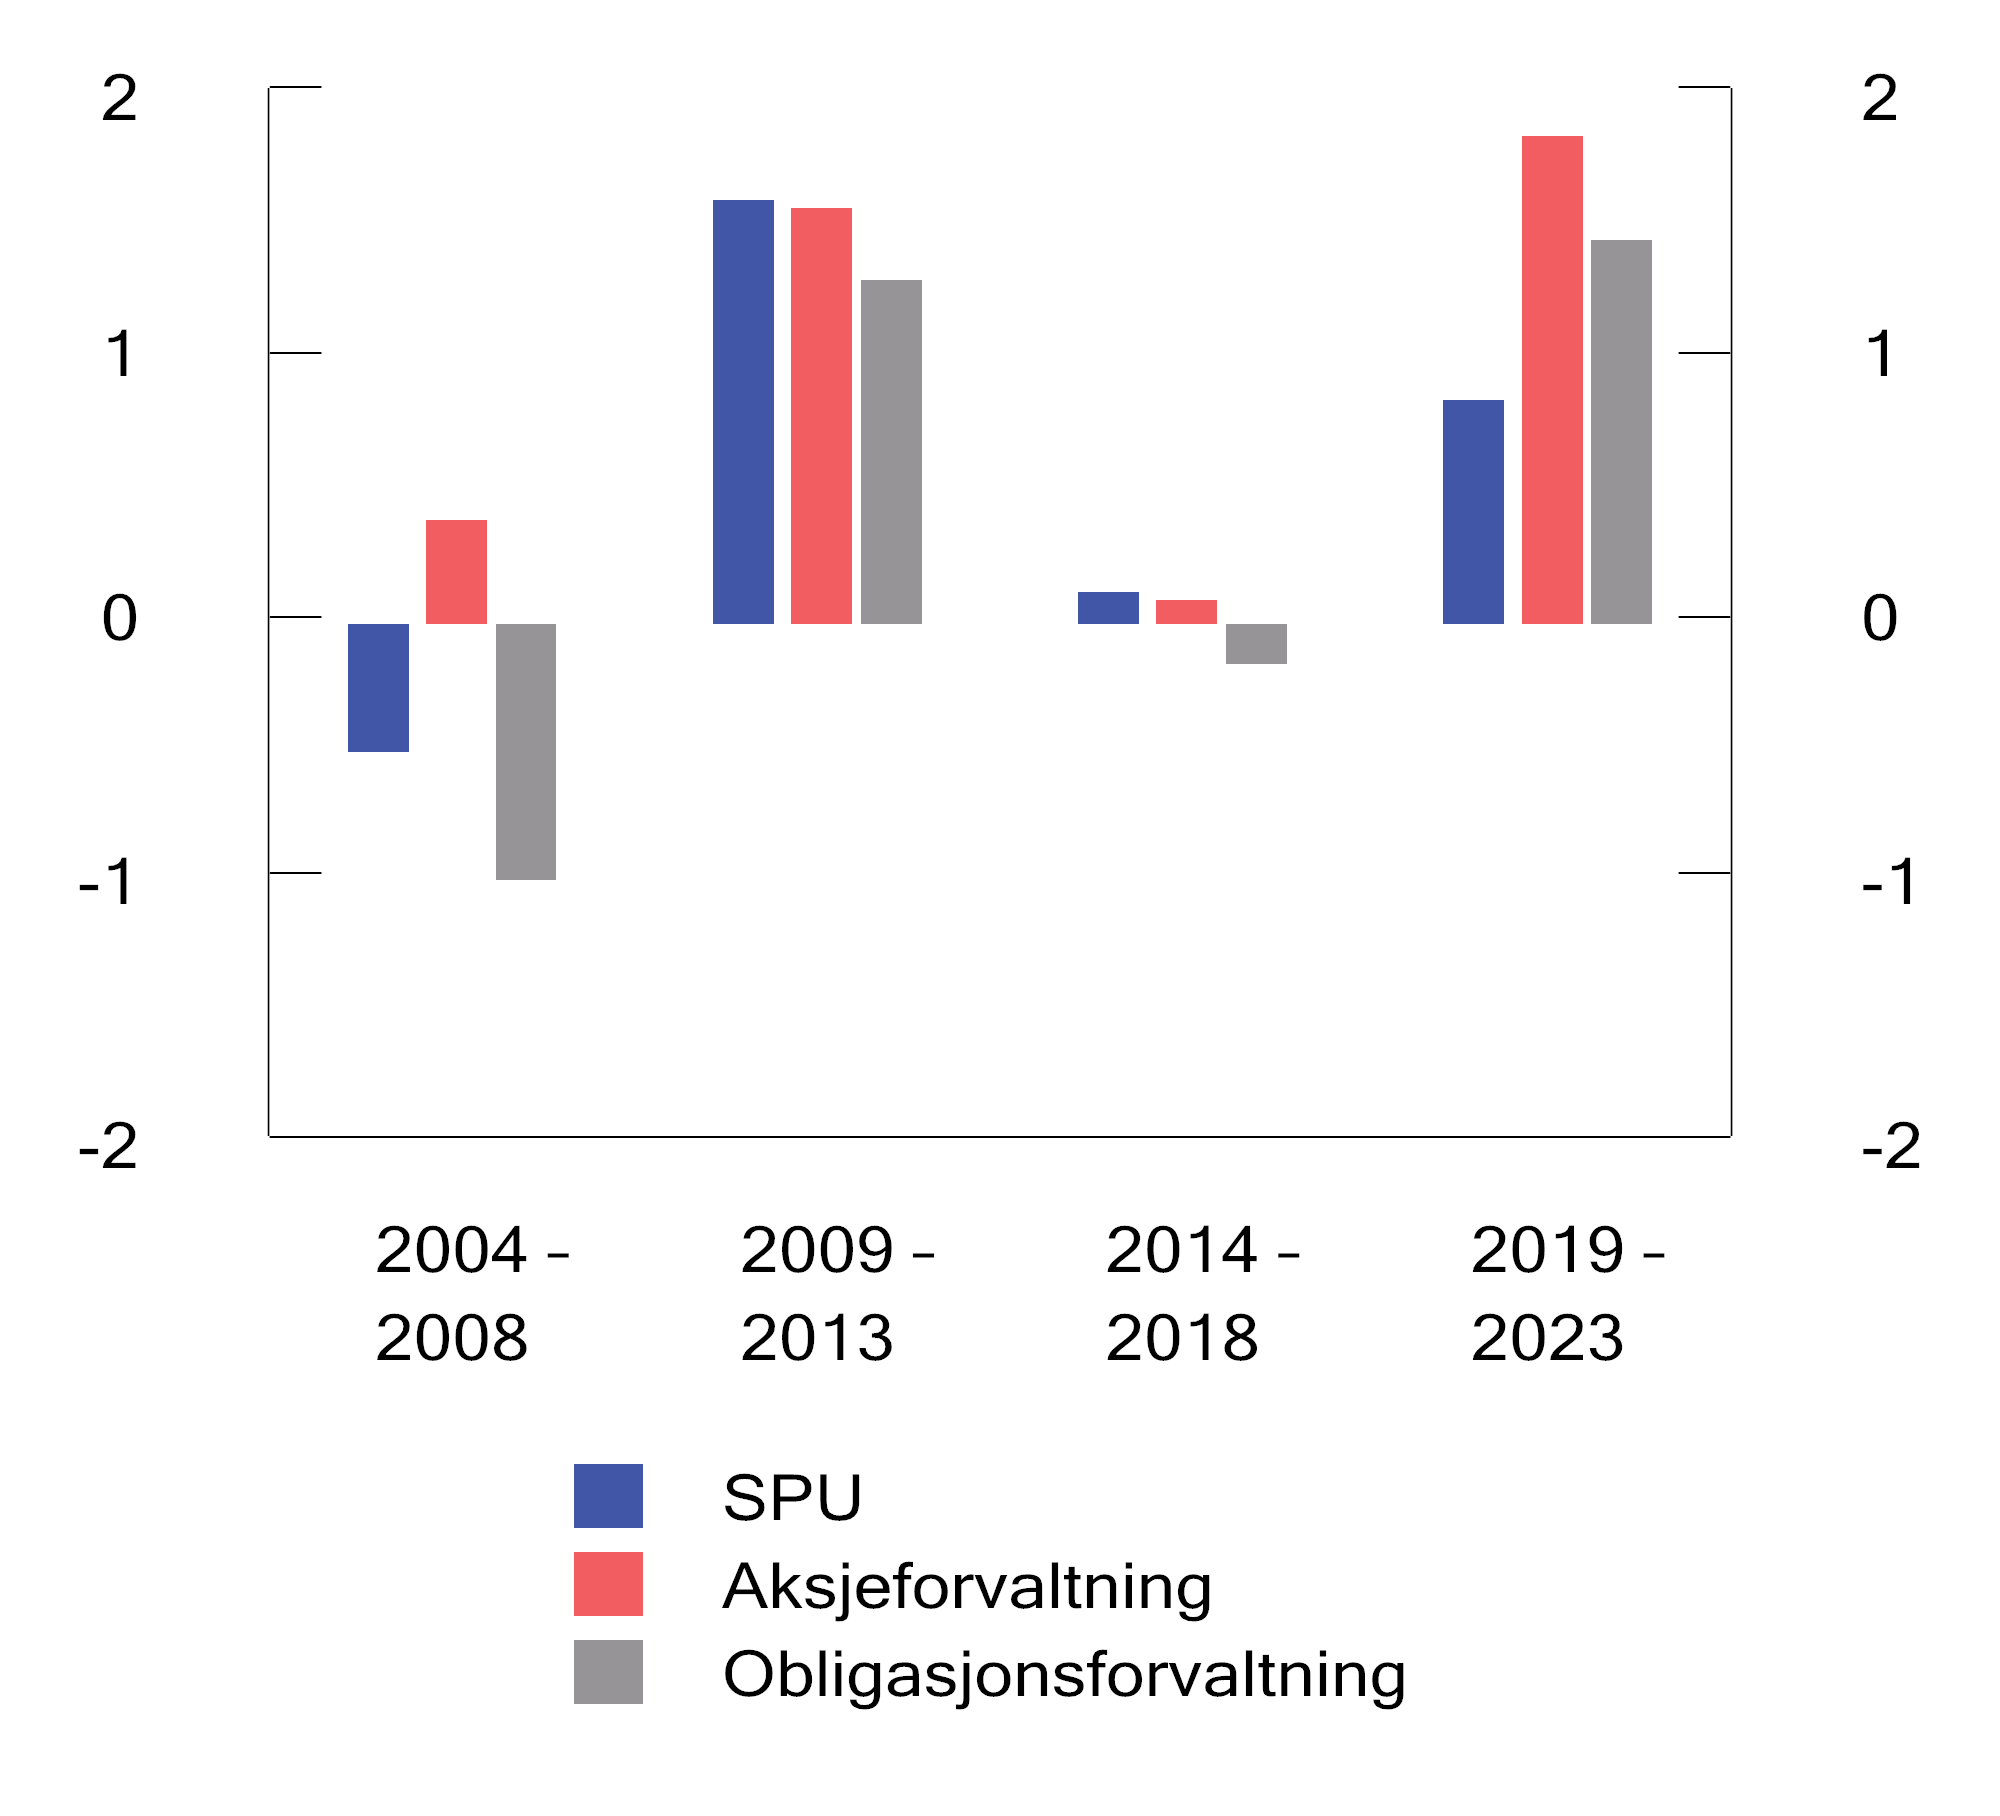 2 2
1 1
0 0
-1 -1
-2 -2
2004 – 2009 – 2014 – 2019 –
2008 2013 2018 2023
SPU
Aksjeforvaltning
Obligasjonsforvaltning